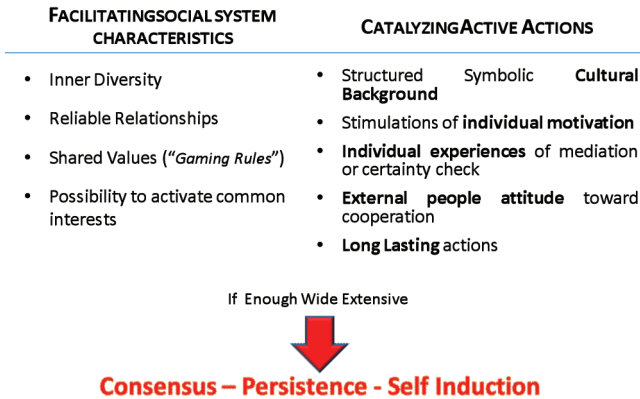 FACILITATINGSOCIAL SYSTEM
CHARACTERISTICS
• Inner Diversity
• Reliable Relationships
• Shared Values (“Gaming Rules”)
• Possibility to activate common
interests
CATALYZINGACTIVE ACTIONS
• Structured Symbolic Cultural
Background
• Stimulations of individual motivation
• Individual experiences of mediation
or certainty check
• External people attitude toward
cooperation
• Long Lasting actions
If Enough Wide Extensive
Consensus – Persistence - Self Induction